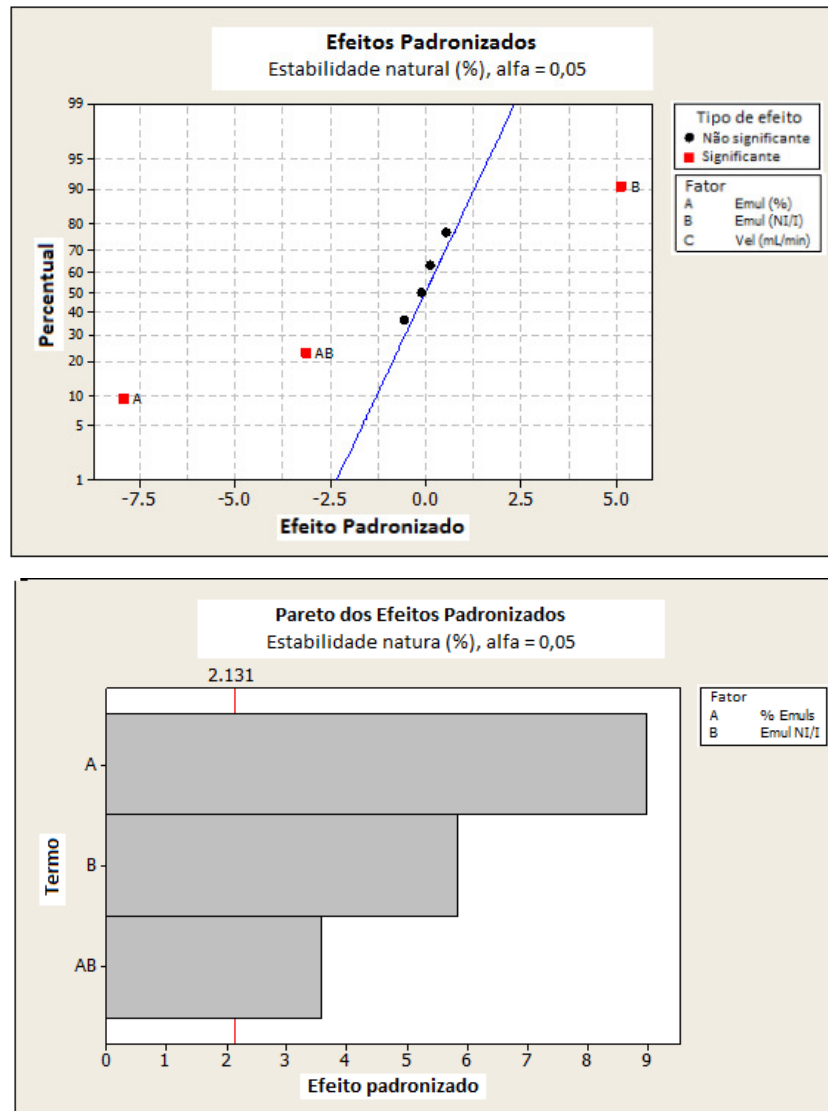 Efeitos Padronizados
Estabilidade natural (%), alfa = 0,05
Tipo de efeito
Não significante
Significante
Fator
A Emul (%)
B Emul (NI/I)
C Vel (mL/min)
Percentual
99
95
90
80
70
60
50
40
30
20
10
5
1
B
AB
A
-7.5 -5.0 -2.5 0.0 2.5 5.0
Efeito Padronizado
Pareto dos Efeitos Padronizados
Estabilidade natura (%), alfa = 0,05
2.131
Fator
A % Emuls
B Emul NI/I
Termo
A
B
AB
0 1 2 3 4 5 6 7 8 9
Efeito padronizado